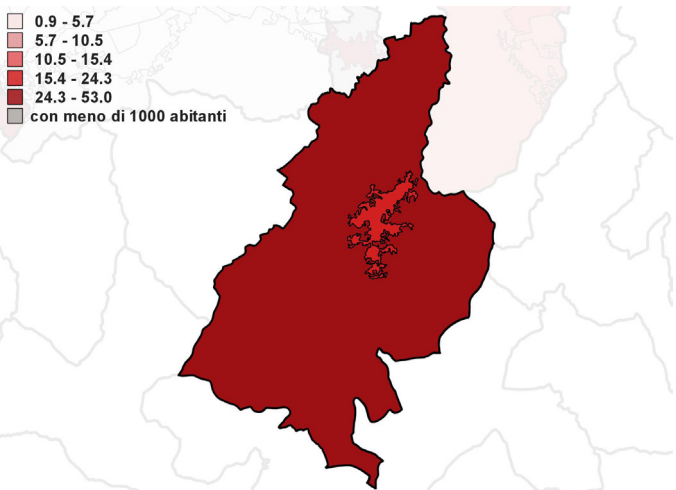 0.9 - 5.7
5.7 - 10.5
10.5 - 15.4
15.4 - 24.3
24.3 - 53.0
con meno di 1000 abitanti